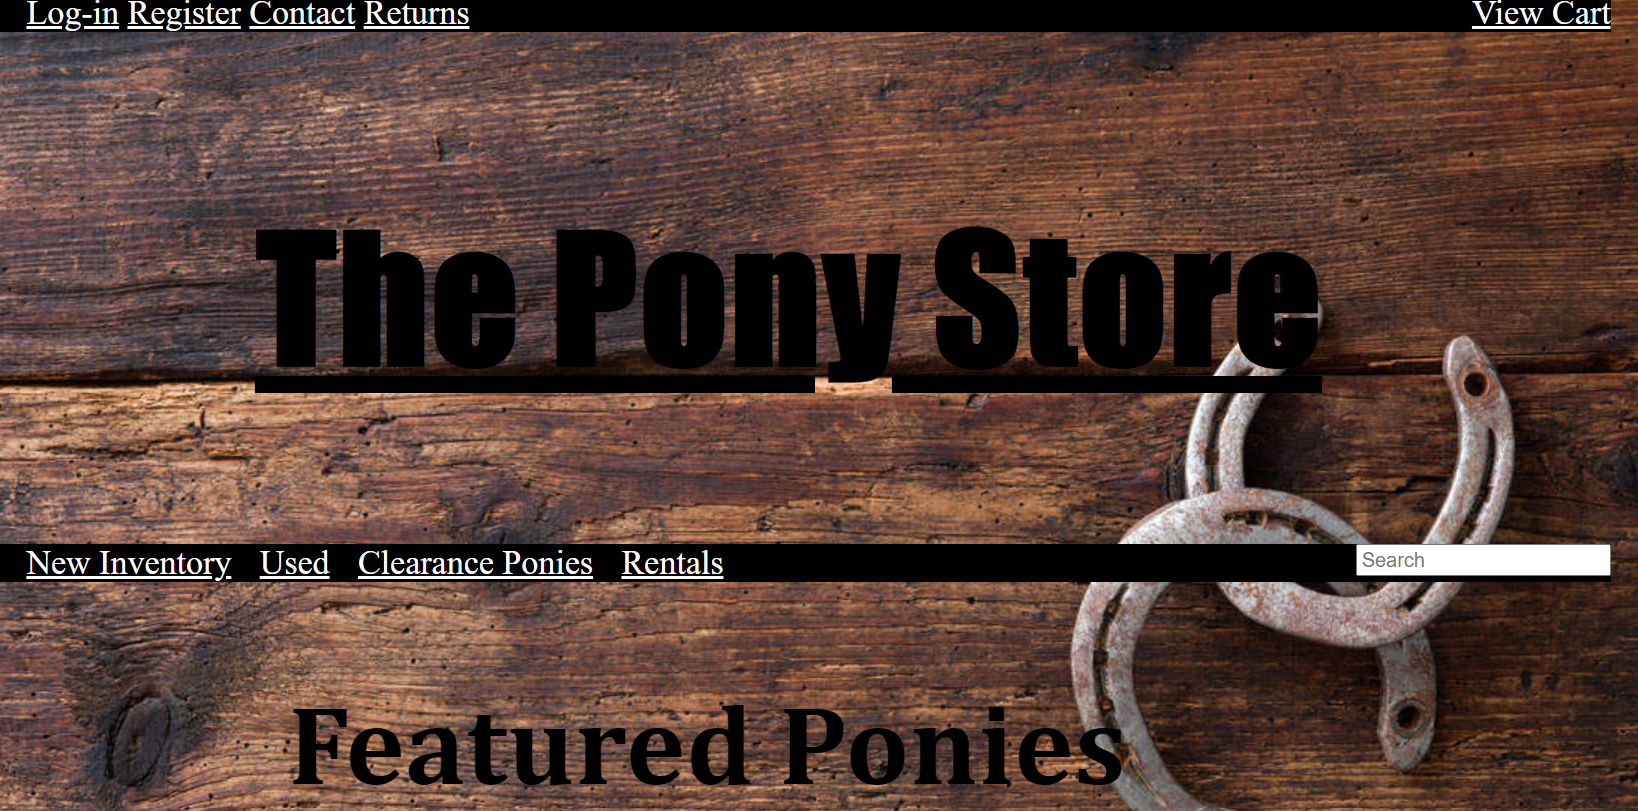 Log-in Register Contact Returns View Cart
The Pony Store
New Inventory Used Clearance Ponies Rentals Search
Featured Ponies